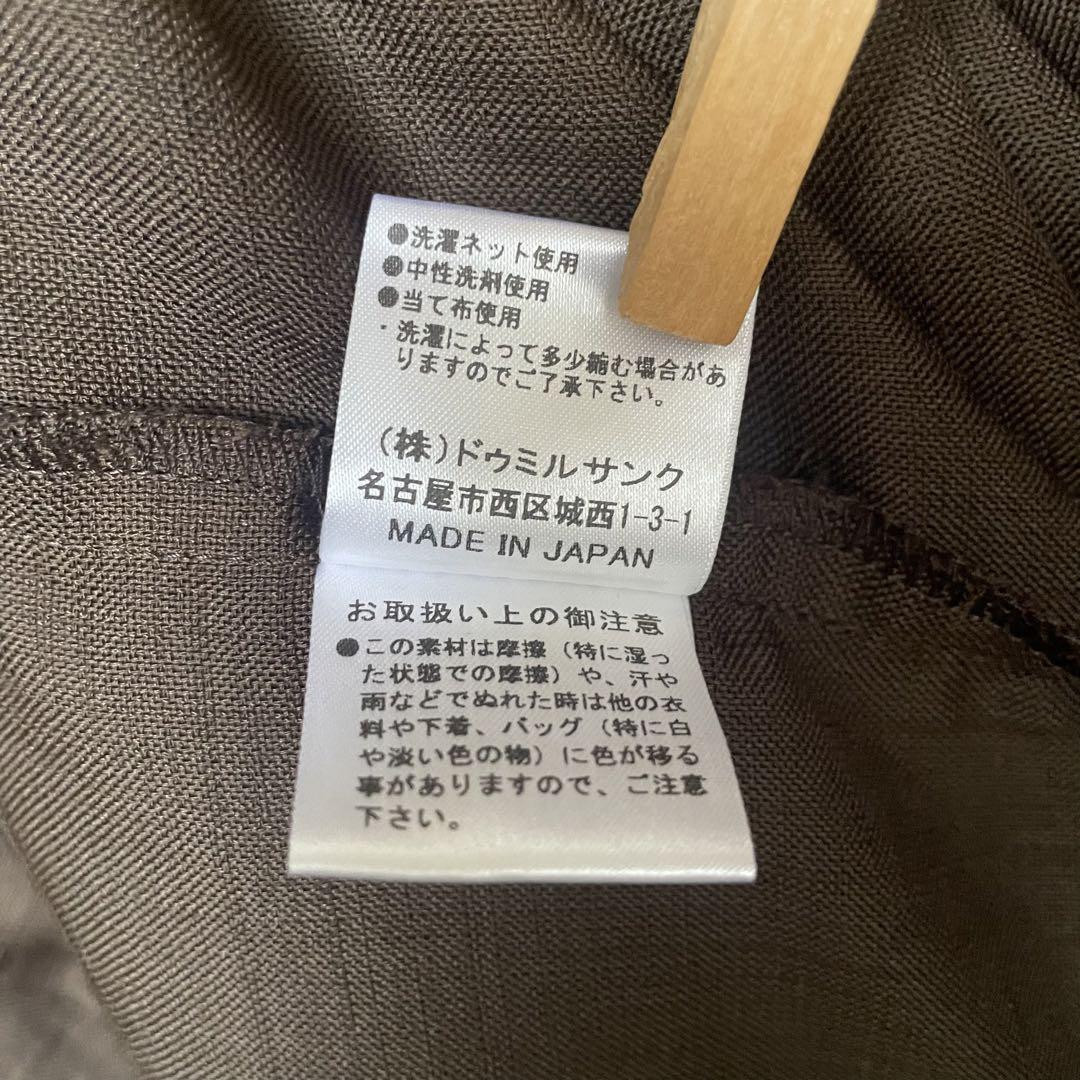 ●洗濯ネット使用
●中性洗剤使用
●当て布使用
・洗濯によって多少縮む場合があ
りますのでご了承下さい。
(株)ドゥミルサンク
名古屋市西区城西1-3-1
MADE IN JAPAN
お取扱い上の御注意
●この素材は摩擦（特に湿っ
た状態での摩擦）や、汗や
雨などでぬれた時は他の衣
料や下着、バッグ（特に白
や淡い色の物）に色が移る
事がありますので、ご注意
下さい。